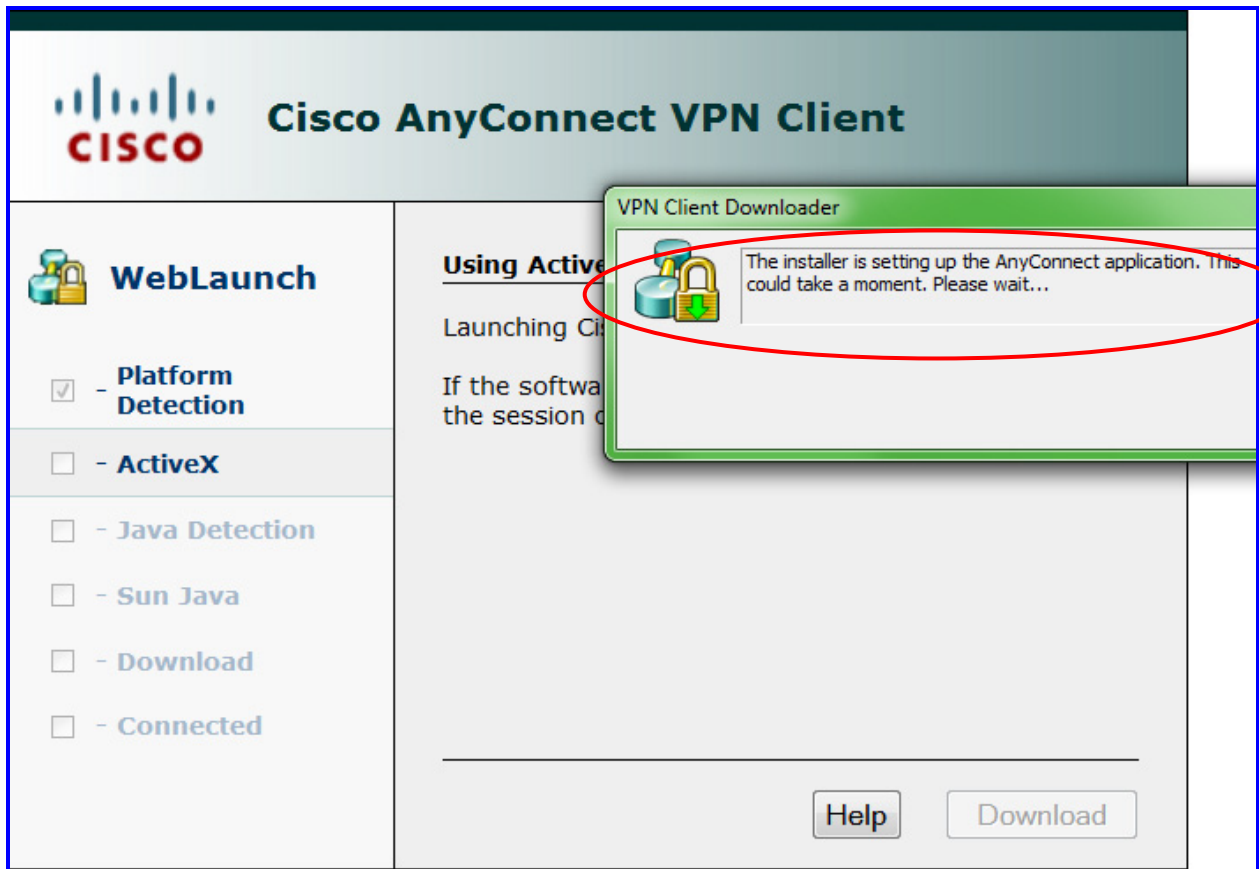 CISCO
Cisco AnyConnect VPN Client
WebLaunch
- Platform
Detection
- ActiveX
- Java Detection
- Sun Java
- Download
- Connected
Using Active
Launching
If the softwa
the session
VPN Client Downloader
The installer is setting up the AnyConnect application. This
could take a moment. Please wait...
Help
Download